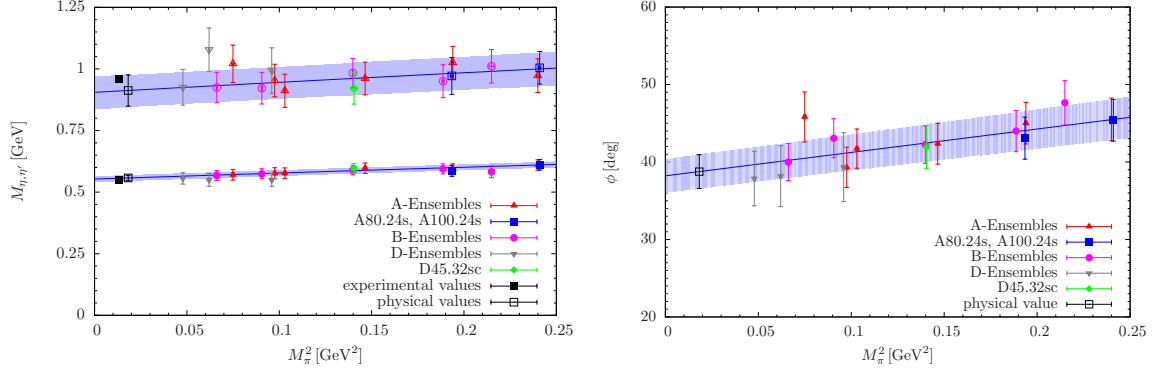 1.25
1
0.75
0.5
0.25
0
M_{η,η′} [GeV]
A-Ensembles
A80.24s, A100.24s
B-Ensembles
D-Ensembles
D45.32sc
experimental values
physical values
0
0.05
0.1
0.15
0.2
0.25
M_π^2 [GeV^2]
60
50
40
30
20
ϕ [deg]
A-Ensembles
A80.24s, A100.24s
B-Ensembles
D-Ensembles
D45.32sc
physical value
0
0.05
0.1
0.15
0.2
0.25
M_π^2 [GeV^2]